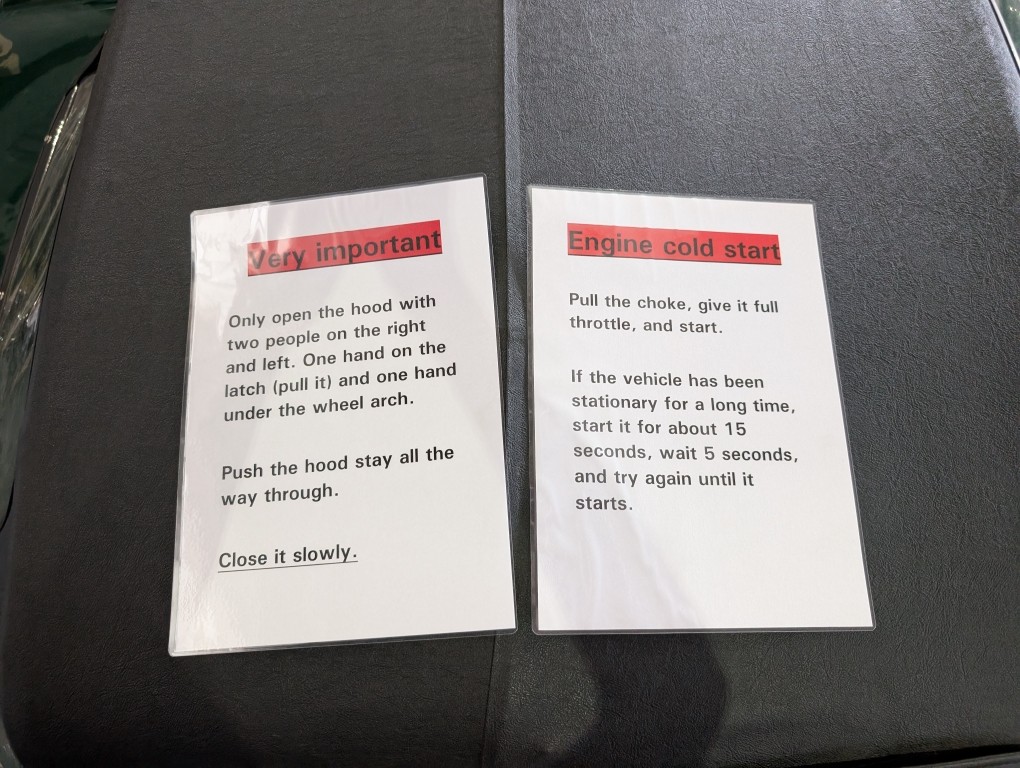 Very important
Only open the hood with
two people on the right
and left. One hand on the
latch (pull it) and one hand
under the wheel arch.
Push the hood stay all the
way through.
Close it slowly.
Engine cold start
Pull the choke, give it full
throttle, and start.
If the vehicle has been
stationary for a long time,
start it for about 15
seconds, wait 5 seconds,
and try again until it
starts.